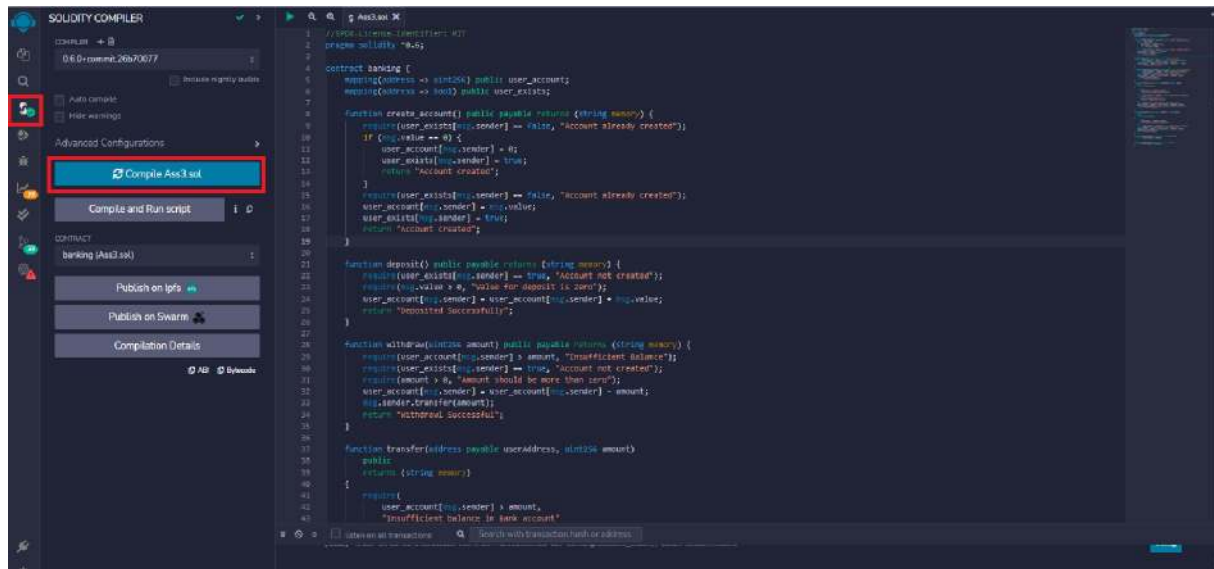 SOLIDITY COMPILER
COMPILER
0.6.0+commit.26b70077
Include nightly builds
Auto compile
Hide warnings
Advanced Configurations
Compile Ass3.sol
Compile and Run script
CONTRACT
banking (Ass3.sol)
Publish on Ipfs
Publish on Swarm
Compilation Details
ABI Bytecode
Ass3.sol
1 //SPDX-License-Identifier: MIT
2 pragma solidity ^0.6;
3
4 contract banking {
5 mapping(address => uint256) public user_account;
6 mapping(address => bool) public user_exists;
7
8 function create_account() public payable returns (string memory) {
9 require(user_exists[msg.sender] == false, "Account already created");
10 if (msg.value == 0) {
11 user_account[msg.sender] = 0;
12 user_exists[msg.sender] = true;
13 return "Account created";
14 }
15 require(user_exists[msg.sender] == false, "Account already created");
16 user_account[msg.sender] = msg.value;
17 user_exists[msg.sender] = true;
18 return "Account created";
19 }
20
21 function deposit() public payable returns (string memory) {
22 require(user_exists[msg.sender] == true, "Account not created");
23 require(msg.value > 0, "Value for deposit is zero");
24 user_account[msg.sender] = user_account[msg.sender] + msg.value;
25 return "Deposited Successfully";
26 }
27
28 function withdraw(uint256 amount) public payable returns (string memory) {
29 require(user_account[msg.sender] > amount, "Insufficient Balance");
30 require(user_exists[msg.sender] == true, "Account not created");
31 require(amount > 0, "Amount should be more than zero");
32 user_account[msg.sender] = user_account[msg.sender] - amount;
33 msg.sender.transfer(amount);
34 return "Withdrawl Successful";
35 }
36
37 function transfer(address payable userAddress, uint256 amount)
38 public
39 returns (string memory)
40 {
41 require(
42 user_account[msg.sender] > amount,
43 "Insufficient balance in Bank account"
listen on all transactions
Search with transaction hash or address